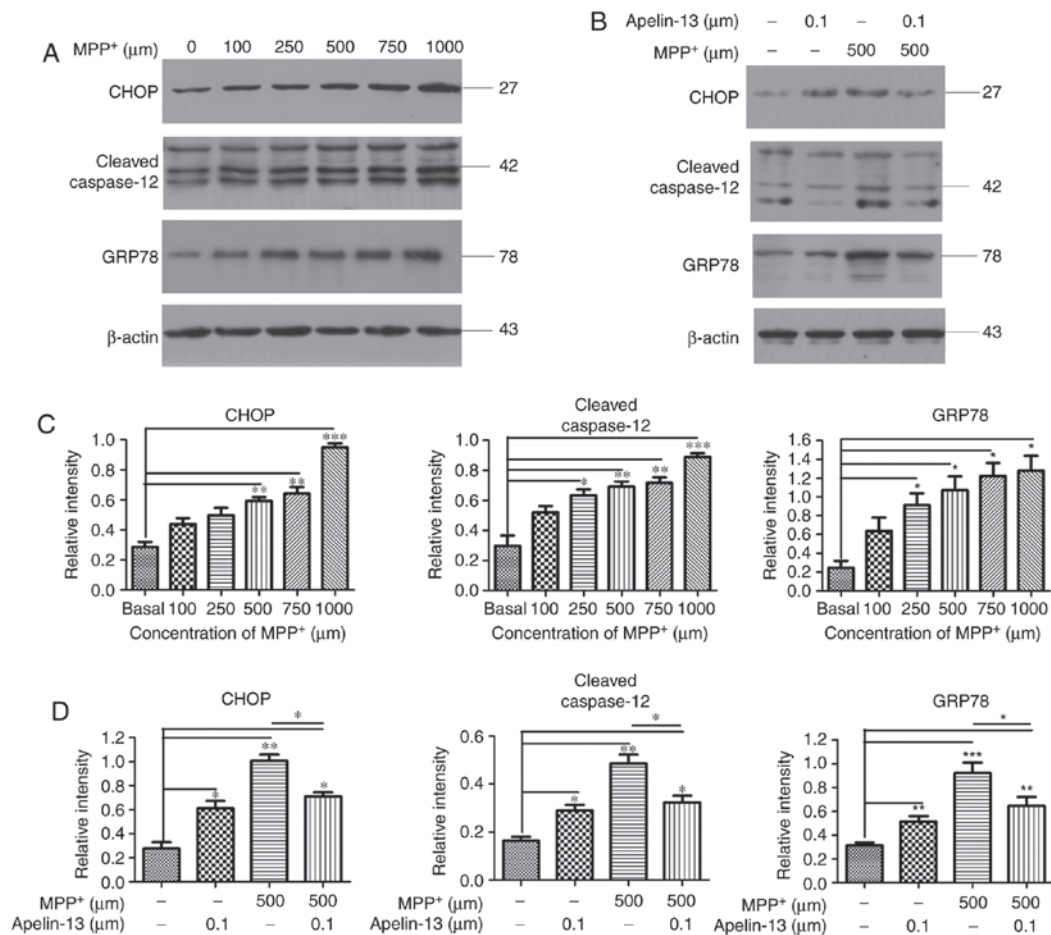 A
MPP+ (µm) 0 100 250 500 750 1000
CHOP 27
Cleaved
caspase-12 42
GRP78 78
β-actin 43
B
Apelin-13 (µm) – 0.1 – 0.1
MPP+ (µm) – – 500 500
CHOP 27
Cleaved
caspase-12 42
GRP78 78
β-actin 43
C
CHOP
Relative intensity
1.0
0.8
0.6
0.4
0.2
0.0
** ** ***
Basal 100 250 500 750 1000
Concentration of MPP+ (µm)
Cleaved
caspase-12
Relative intensity
1.0
0.8
0.6
0.4
0.2
0.0
* ** ** ***
Basal 100 250 500 750 1000
Concentration of MPP+ (µm)
GRP78
Relative intensity
1.6
1.4
1.2
1.0
0.8
0.6
0.4
0.2
0.0
* * * *
Basal 100 250 500 750 1000
Concentration of MPP+ (µm)
D
CHOP
*
Relative intensity
1.2
1.0
0.8
0.6
0.4
0.2
0.0
* ** *
MPP+ (µm) – – 500 500
Apelin-13 (µm) – 0.1 – 0.1
Cleaved
caspase-12
*
Relative intensity
0.6
0.4
0.2
0.0
* ** *
MPP+ (µm) – – 500 500
Apelin-13 (µm) – 0.1 – 0.1
GRP78
*
Relative intensity
1.2
1.0
0.8
0.6
0.4
0.2
0.0
** *** **
MPP+ (µm) – – 500 500
Apelin-13 (µm) – 0.1 – 0.1